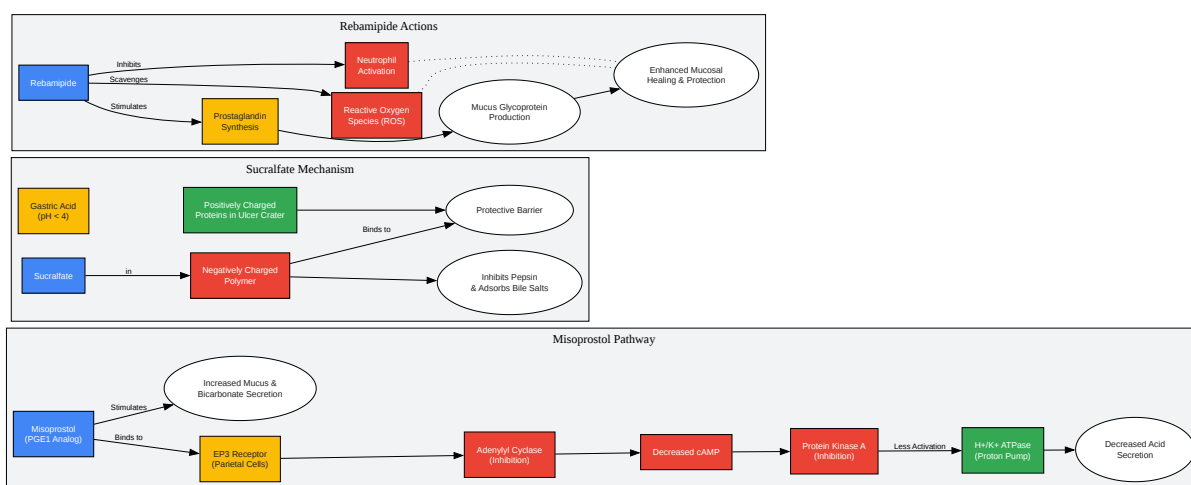 Rebamipide Actions
Rebamipide
Inhibits
Scavenges
Stimulates
Neutrophil
Activation
Reactive Oxygen
Species (ROS)
Prostaglandin
Synthesis
Mucus Glycoprotein
Production
Enhanced Mucosal
Healing & Protection
Sucralfate Mechanism
Gastric Acid
(pH < 4)
Positively Charged
Proteins in Ulcer Crater
Protective Barrier
Binds to
Sucralfate
in
Negatively Charged
Polymer
Inhibits Pepsin
& Adsorbs Bile Salts
Misoprostol Pathway
Increased Mucus &
Bicarbonate Secretion
Stimulates
Misoprostol
(PGE1 Analog)
Binds to
EP3 Receptor
(Parietal Cells)
Adenylyl Cyclase
(Inhibition)
Decreased cAMP
Protein Kinase A
(Inhibition)
Less Activation
H+/K+ ATPase
(Proton Pump)
Decreased Acid
Secretion